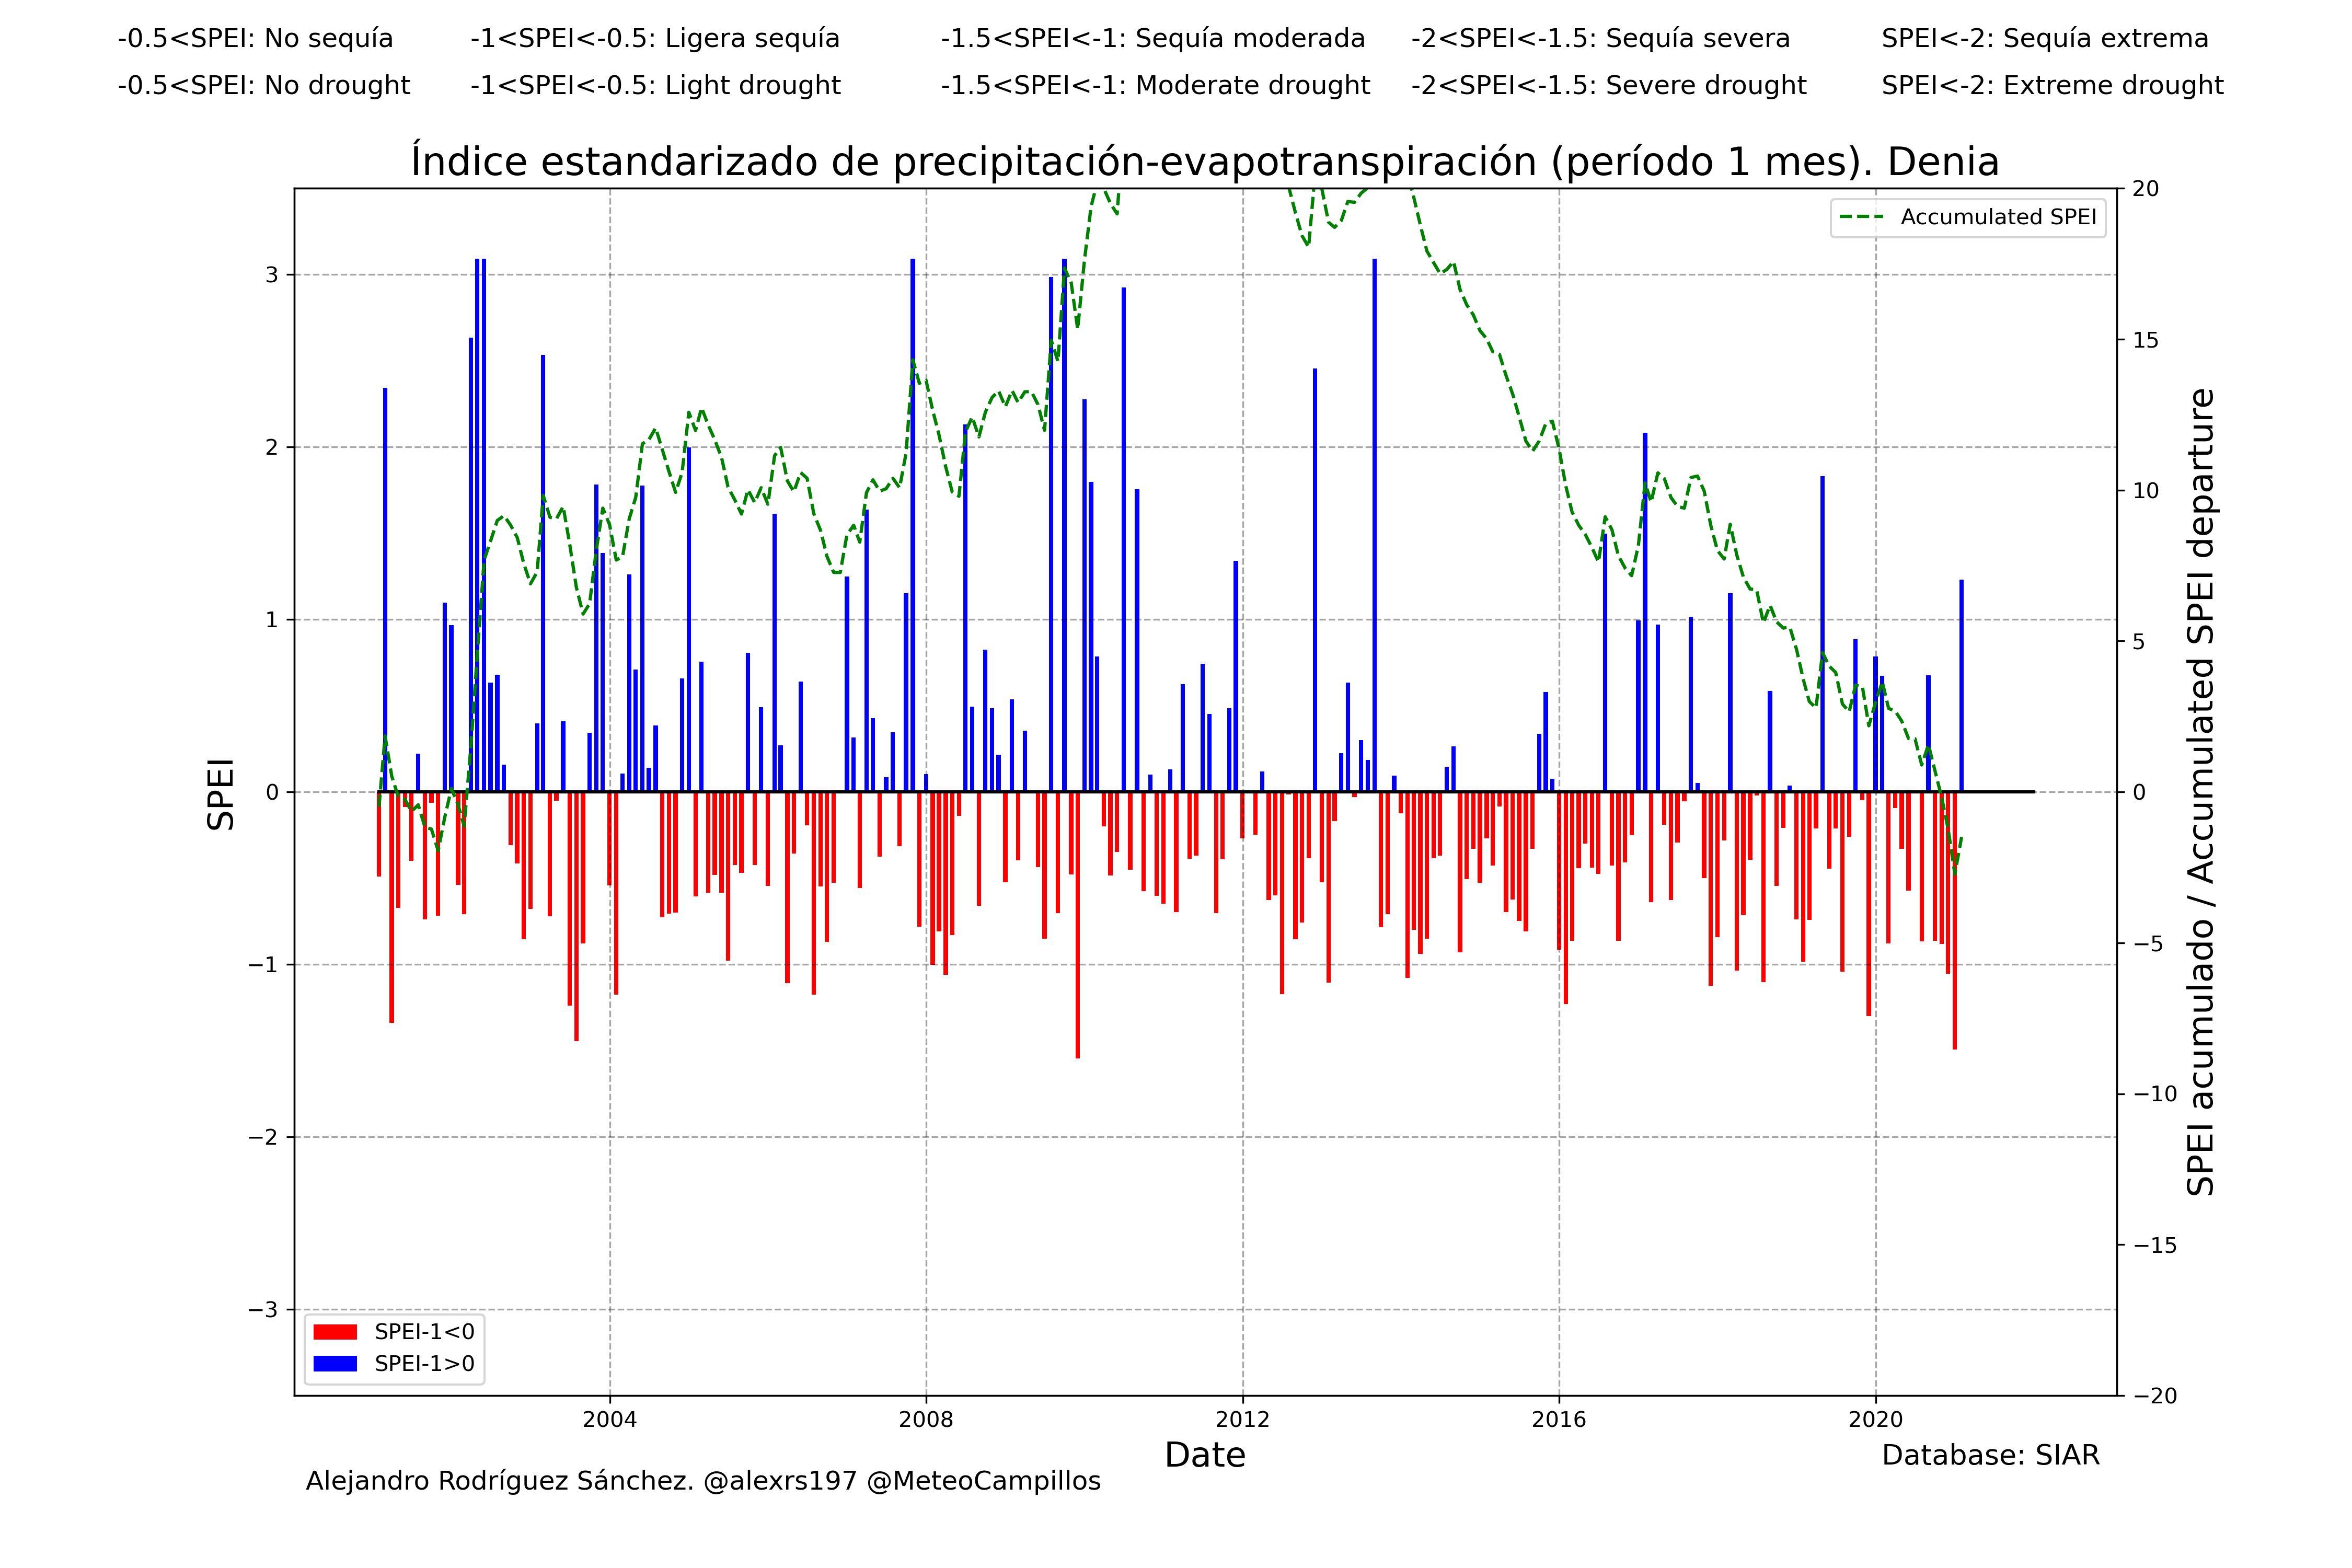 -0.5<SPEI: No sequía -1<SPEI<-0.5: Ligera sequía -1.5<SPEI<-1: Sequía moderada -2<SPEI<-1.5: Sequía severa SPEI<-2: Sequía extrema
-0.5<SPEI: No drought -1<SPEI<-0.5: Light drought -1.5<SPEI<-1: Moderate drought -2<SPEI<-1.5: Severe drought SPEI<-2: Extreme drought
Índice estandarizado de precipitación-evapotranspiración (período 1 mes). Denia
Accumulated SPEI
SPEI
3
2
1
0
−1
−2
−3
20
15
10
5
0
−5
−10
−15
−20
SPEI acumulado / Accumulated SPEI departure
SPEI-1<0
SPEI-1>0
2004 2008 2012 2016 2020
Date
Database: SIAR
Alejandro Rodríguez Sánchez. @alexrs197 @MeteoCampillos